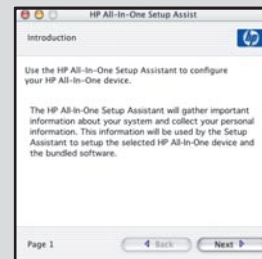 HP All-In-One Setup Assist
Introduction
hp
Use the HP All-In-One Setup Assistant to configure
your HP All-In-One device.
The HP All-In-One Setup Assistant will gather important
information about your system and collect your personal
information. This information will be used by the Setup
Assistant to setup the selected HP All-In-One device and
the bundled software.
Page 1
Back
Next